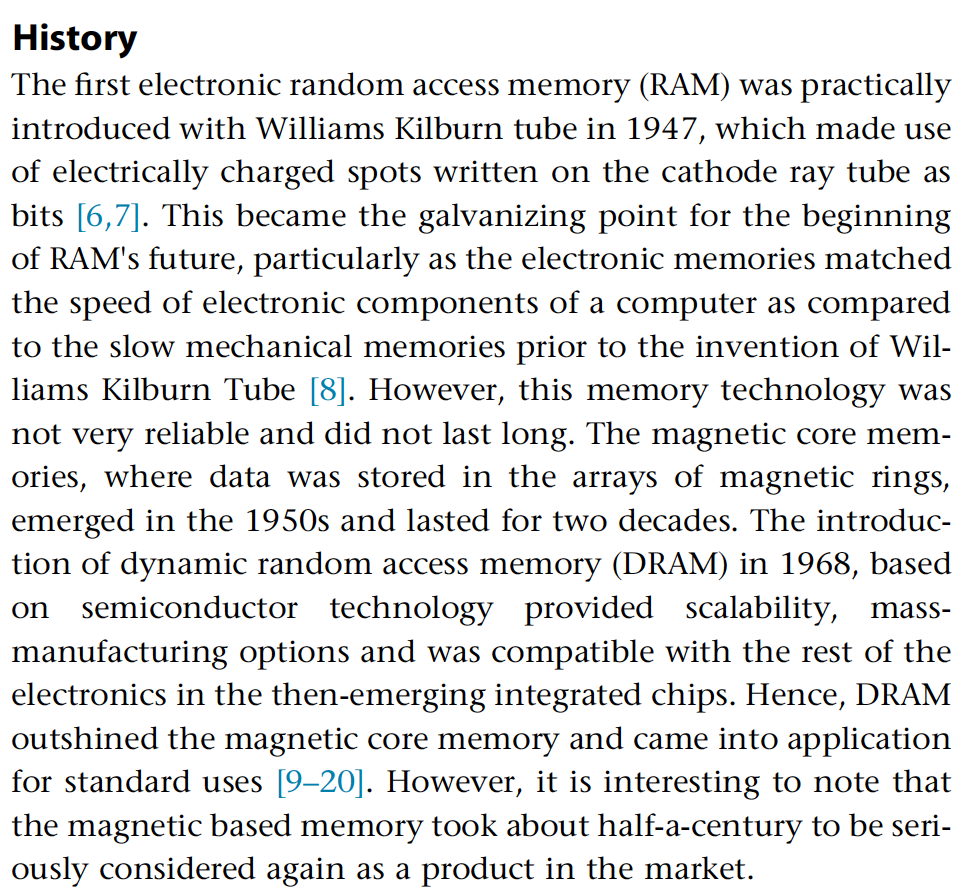 History
The first electronic random access memory (RAM) was practically
introduced with Williams Kilburn tube in 1947, which made use
of electrically charged spots written on the cathode ray tube as
bits [6,7]. This became the galvanizing point for the beginning
of RAM's future, particularly as the electronic memories matched
the speed of electronic components of a computer as compared
to the slow mechanical memories prior to the invention of Wil-
liams Kilburn Tube [8]. However, this memory technology was
not very reliable and did not last long. The magnetic core mem-
ories, where data was stored in the arrays of magnetic rings,
emerged in the 1950s and lasted for two decades. The introduc-
tion of dynamic random access memory (DRAM) in 1968, based
on semiconductor technology provided scalability, mass-
manufacturing options and was compatible with the rest of the
electronics in the then-emerging integrated chips. Hence, DRAM
outshined the magnetic core memory and came into application
for standard uses [9–20]. However, it is interesting to note that
the magnetic based memory took about half-a-century to be seri-
ously considered again as a product in the market.